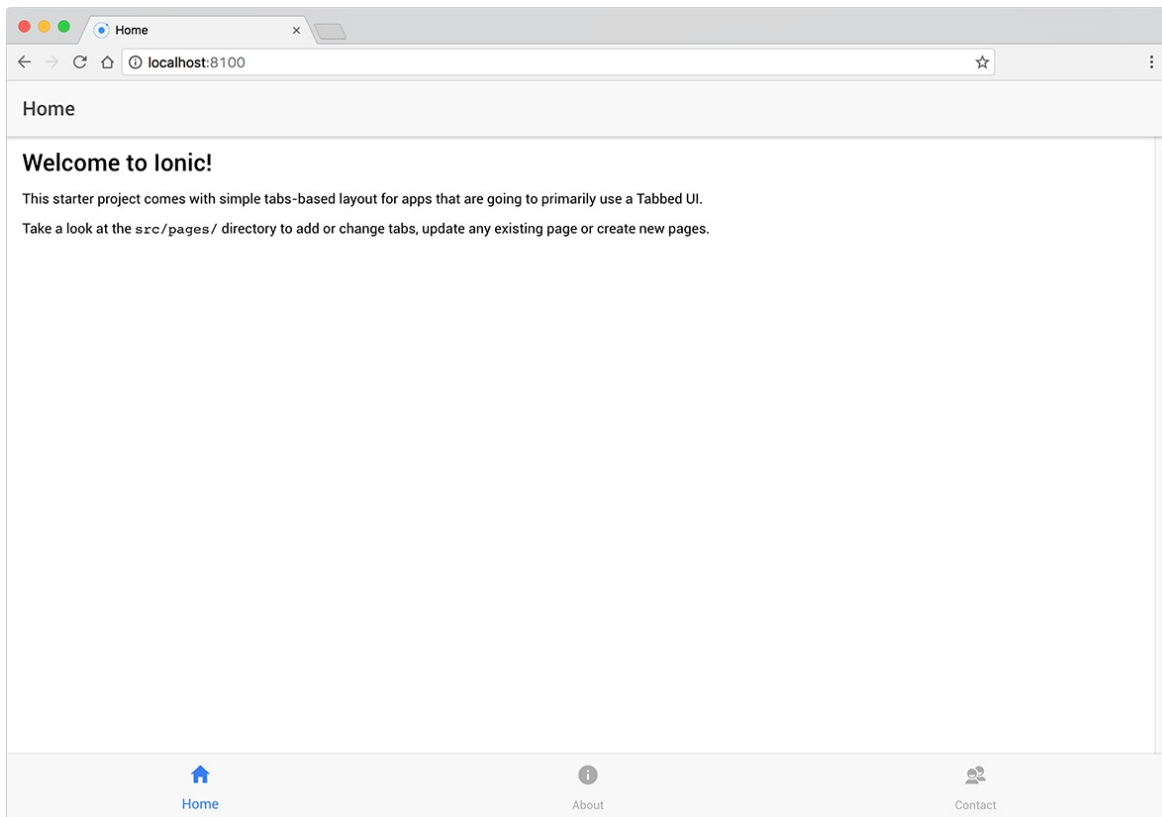 Home
localhost:8100
Home
Welcome to Ionic!
This starter project comes with simple tabs-based layout for apps that are going to primarily use a Tabbed UI.
Take a look at the src/pages/ directory to add or change tabs, update any existing page or create new pages.
Home
About
Contact